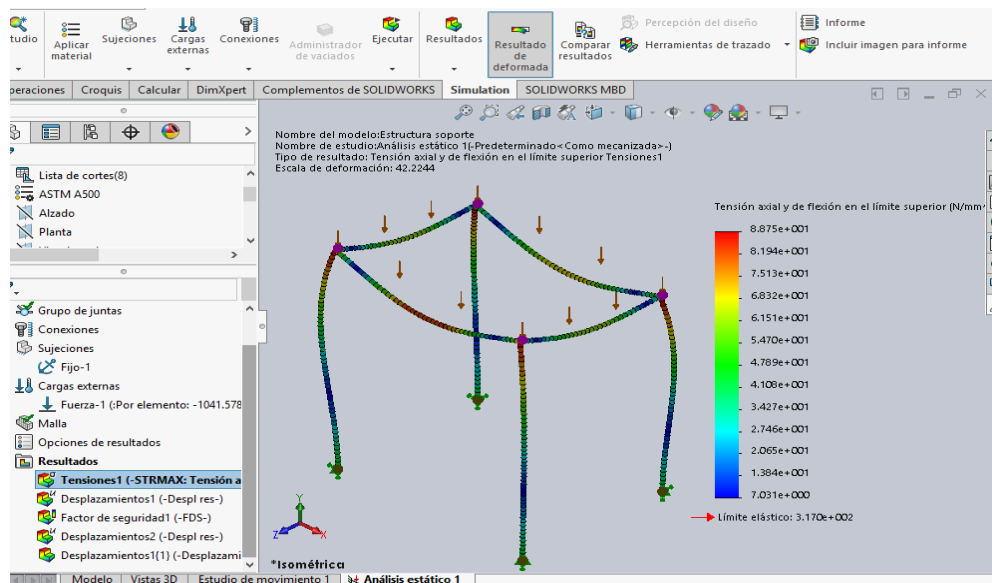 Aplicar material
Sujeciones
Cargas externas
Conexiones
Administrador de vaciados
Ejecutar
Resultados
Resultado de deformada
Comparar resultados
Percepción del diseño
Herramientas de trazado
Informe
Incluir imagen para informe
Croquis
Calcular
DimXpert
Complementos de SOLIDWORKS
Simulation
SOLIDWORKS MBD
Lista de cortes(8)
ASTM A500
Alzado
Planta
Grupo de juntas
Conexiones
Sujeciones
Fijo-1
Cargas externas
Fuerza-1 (:Por elemento: -1041.578
Malla
Opciones de resultados
Resultados
Tensiones1 (-STRMAX: Tensión a
Desplazamientos1 (-Despl res-)
Factor de seguridad1 (-FDS-)
Desplazamientos2 (-Despl res-)
Desplazamientos1{1} (-Desplazami
Nombre del modelo:Estructura soporte
Nombre de estudio:Análisis estático 1(-Predeterminado<Como mecanizada>-)
Tipo de resultado: Tensión axial y de flexión en el límite superior Tensiones1
Escala de deformación: 42.2244
Tensión axial y de flexión en el límite superior (N/mm
8.875e+001
8.194e+001
7.513e+001
6.832e+001
6.151e+001
5.470e+001
4.789e+001
4.108e+001
3.427e+001
2.746e+001
2.065e+001
1.384e+001
7.031e+000
Límite elástico: 3.170e+002
Y
Z
X
*Isométrica
Modelo
Vistas 3D
Estudio de movimiento 1
Análisis estático 1